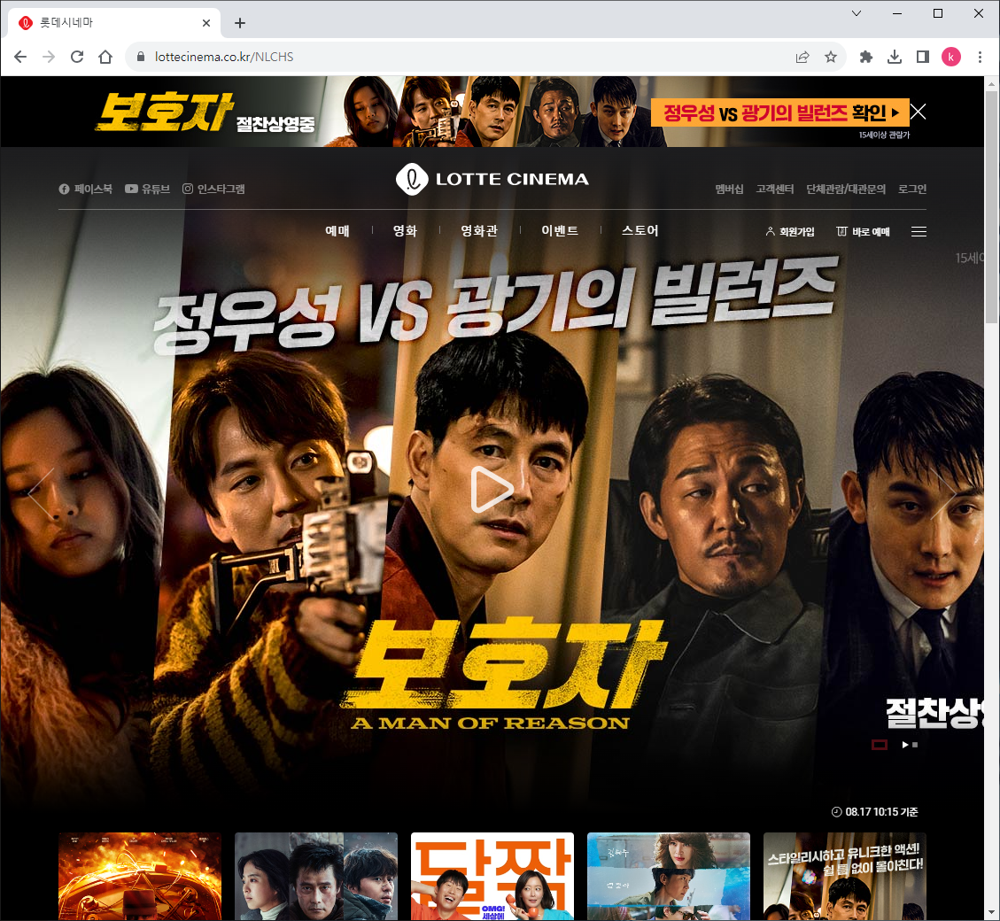 롯데시네마
lottecinema.co.kr/NLCHS
k
보호자 절찬상영중
정우성 VS 광기의 빌런즈 확인
15세이상 관람가
페이스북 유튜브 인스타그램
LOTTE CINEMA
멤버십 고객센터 단체관람/대관문의 로그인
예매 영화 영화관 이벤트 스토어
회원가입 바로 예매
15세이
정우성 VS 광기의 빌런즈
보호자
A MAN OF REASON
절찬상영
08.17 10:15 기준
달짝
OMG!
세상에
스타일리시하고 유니크한 액션!
쉴 틈 없이 몰아친다!